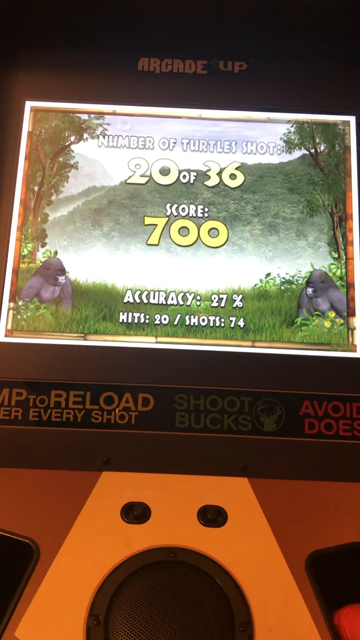 ARCADE1UP
NUMBER OF TURTLES SHOT:
20 OF 36
SCORE:
700
ACCURACY: 27 %
HITS: 20 / SHOTS: 74
MP TO RELOAD
ER EVERY SHOT
SHOOT
BUCKS
AVOID
DOES